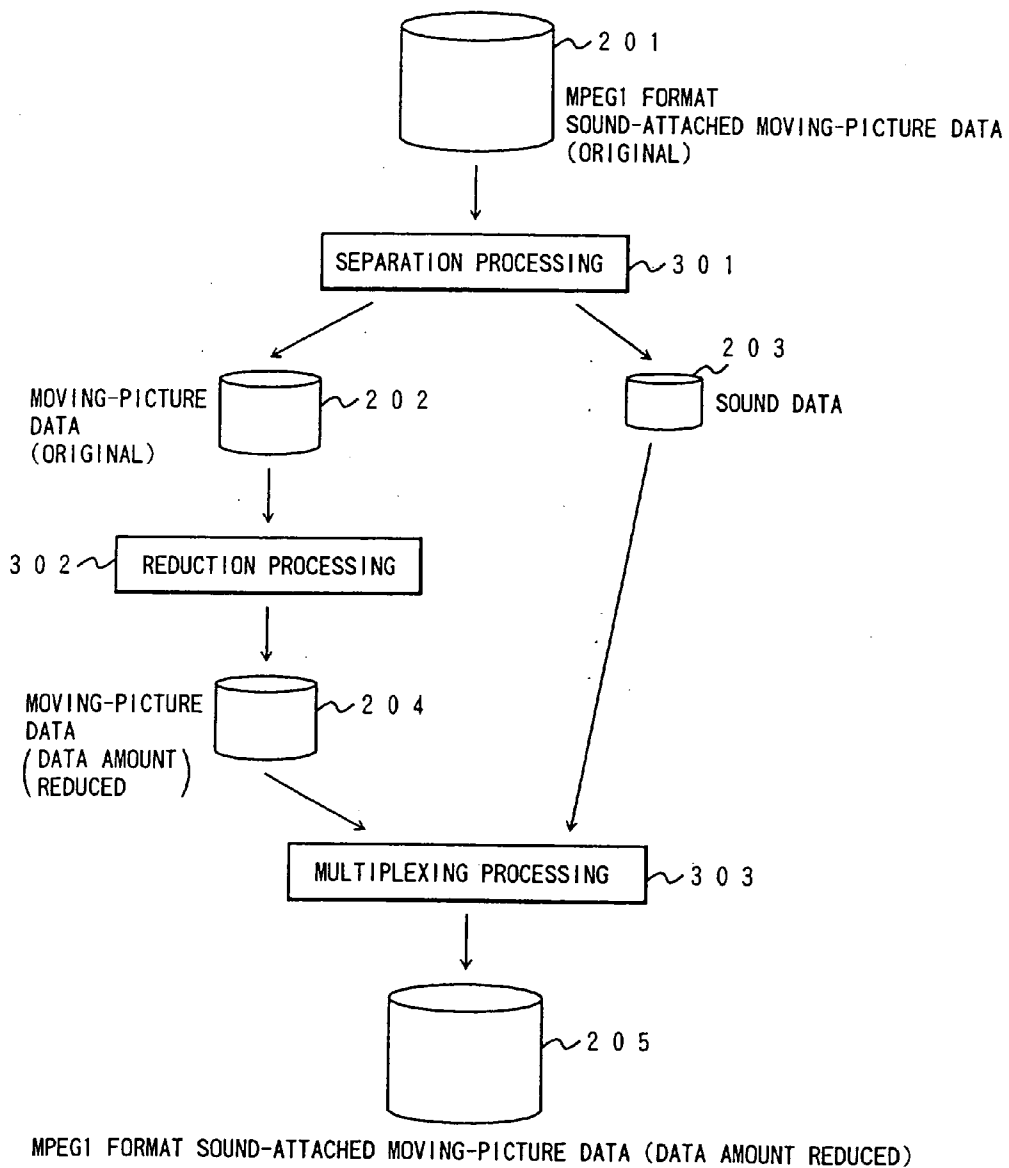 201
MPEG1 FORMAT
SOUND-ATTACHED MOVING-PICTURE DATA
(ORIGINAL)
SEPARATION PROCESSING
301
203
SOUND DATA
MOVING-PICTURE
DATA
(ORIGINAL)
202
302
REDUCTION PROCESSING
MOVING-PICTURE
DATA
(DATA AMOUNT
REDUCED)
204
MULTIPLEXING PROCESSING
303
205
MPEG1 FORMAT SOUND-ATTACHED MOVING-PICTURE DATA (DATA AMOUNT REDUCED)